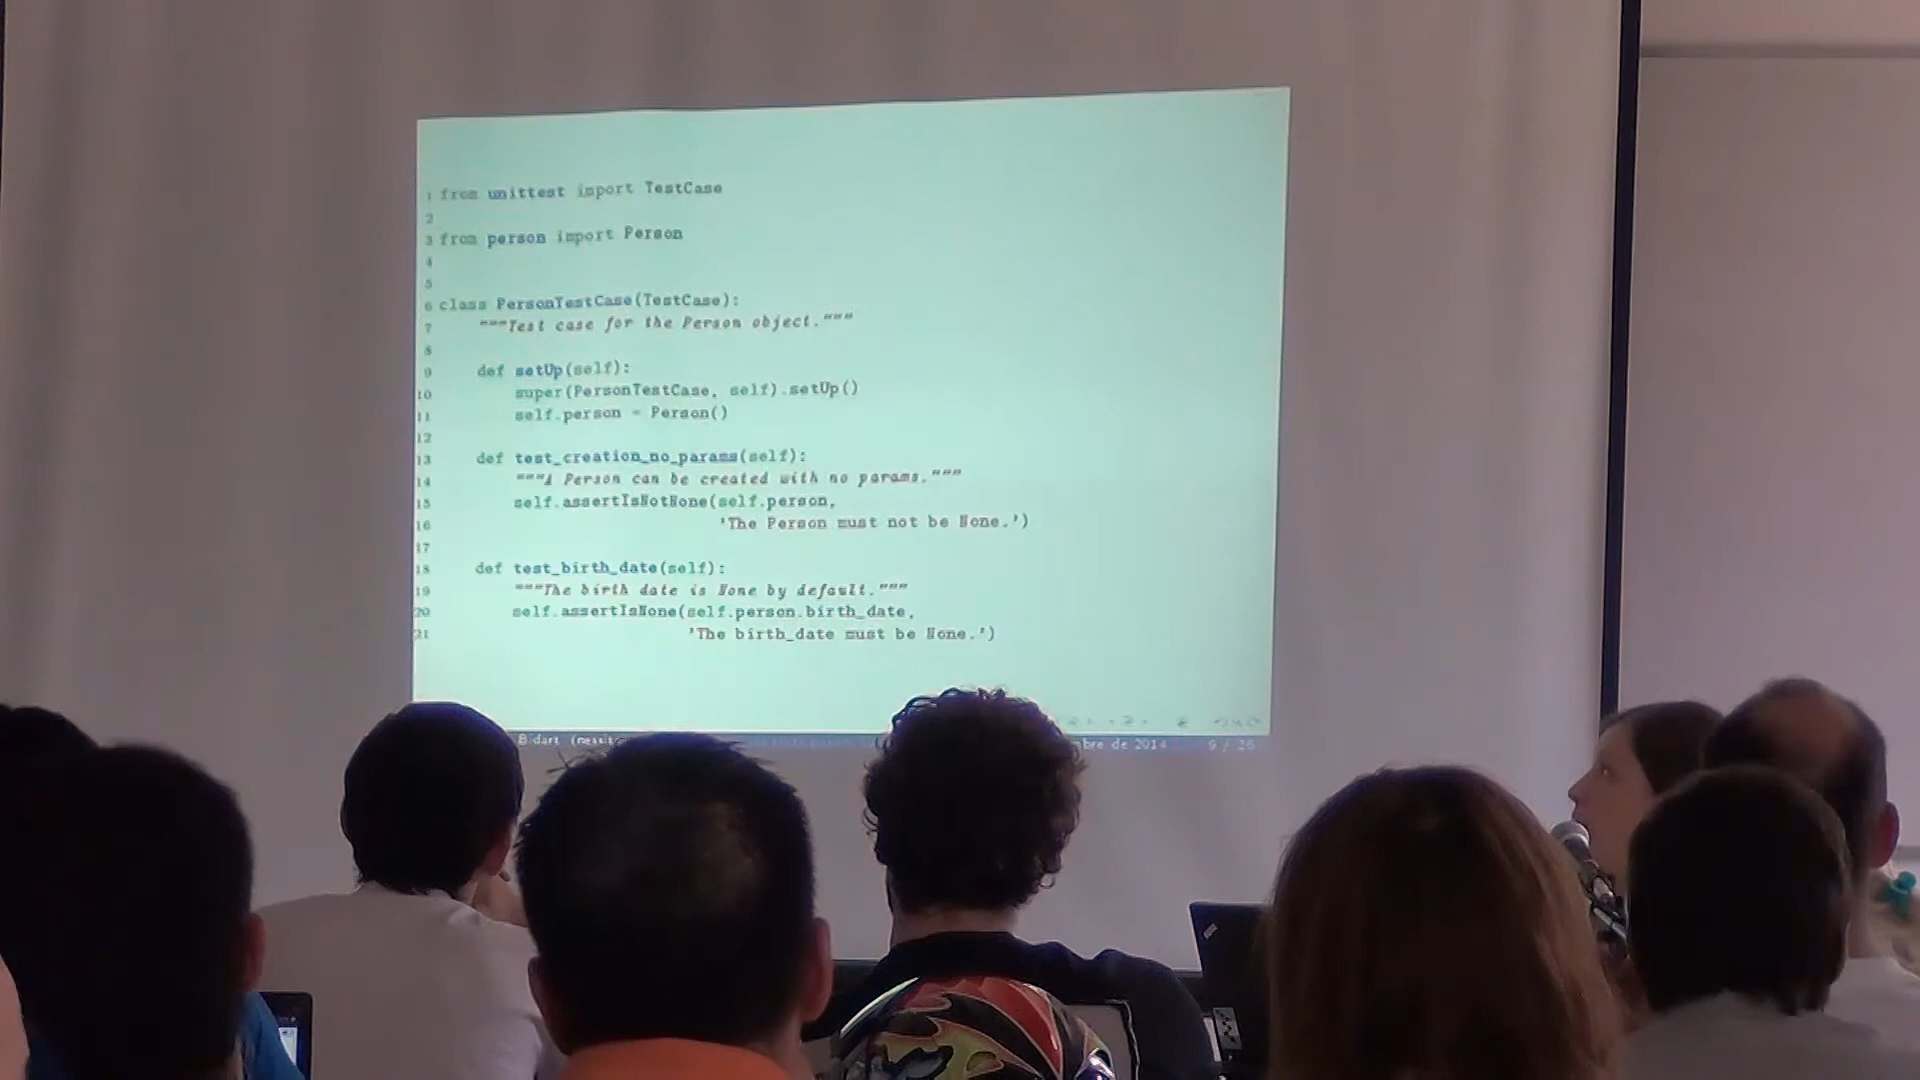 1 from unittest import TestCase
2
3 from person import Person
4
5
6 class PersonTestCase(TestCase):
7 """Test case for the Person object."""
8
9 def setUp(self):
10 super(PersonTestCase, self).setUp()
11 self.person = Person()
12
13 def test_creation_no_params(self):
14 """A Person can be created with no params."""
15 self.assertIsNotNone(self.person,
16 'The Person must not be None.')
17
18 def test_birth_date(self):
19 """The birth date is None by default."""
20 self.assertIsNone(self.person.birth_date,
21 'The birth_date must be None.')
bre de 2014 9 / 26